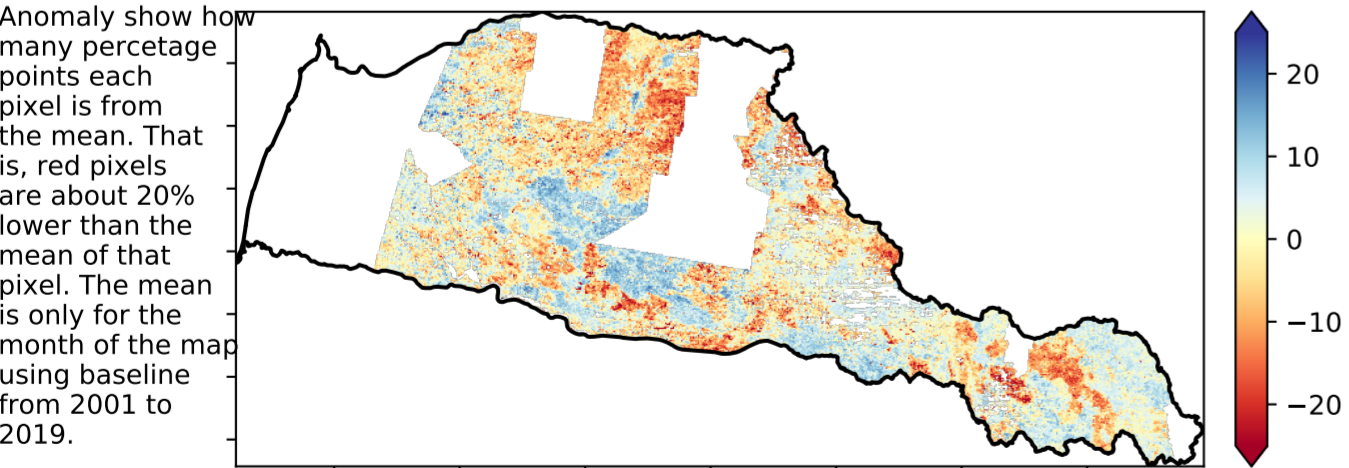 Anomaly show how
many percetage
points each
pixel is from
the mean. That
is, red pixels
are about 20%
lower than the
mean of that
pixel. The mean
is only for the
month of the map
using baseline
from 2001 to
2019.
20
10
0
−10
−20